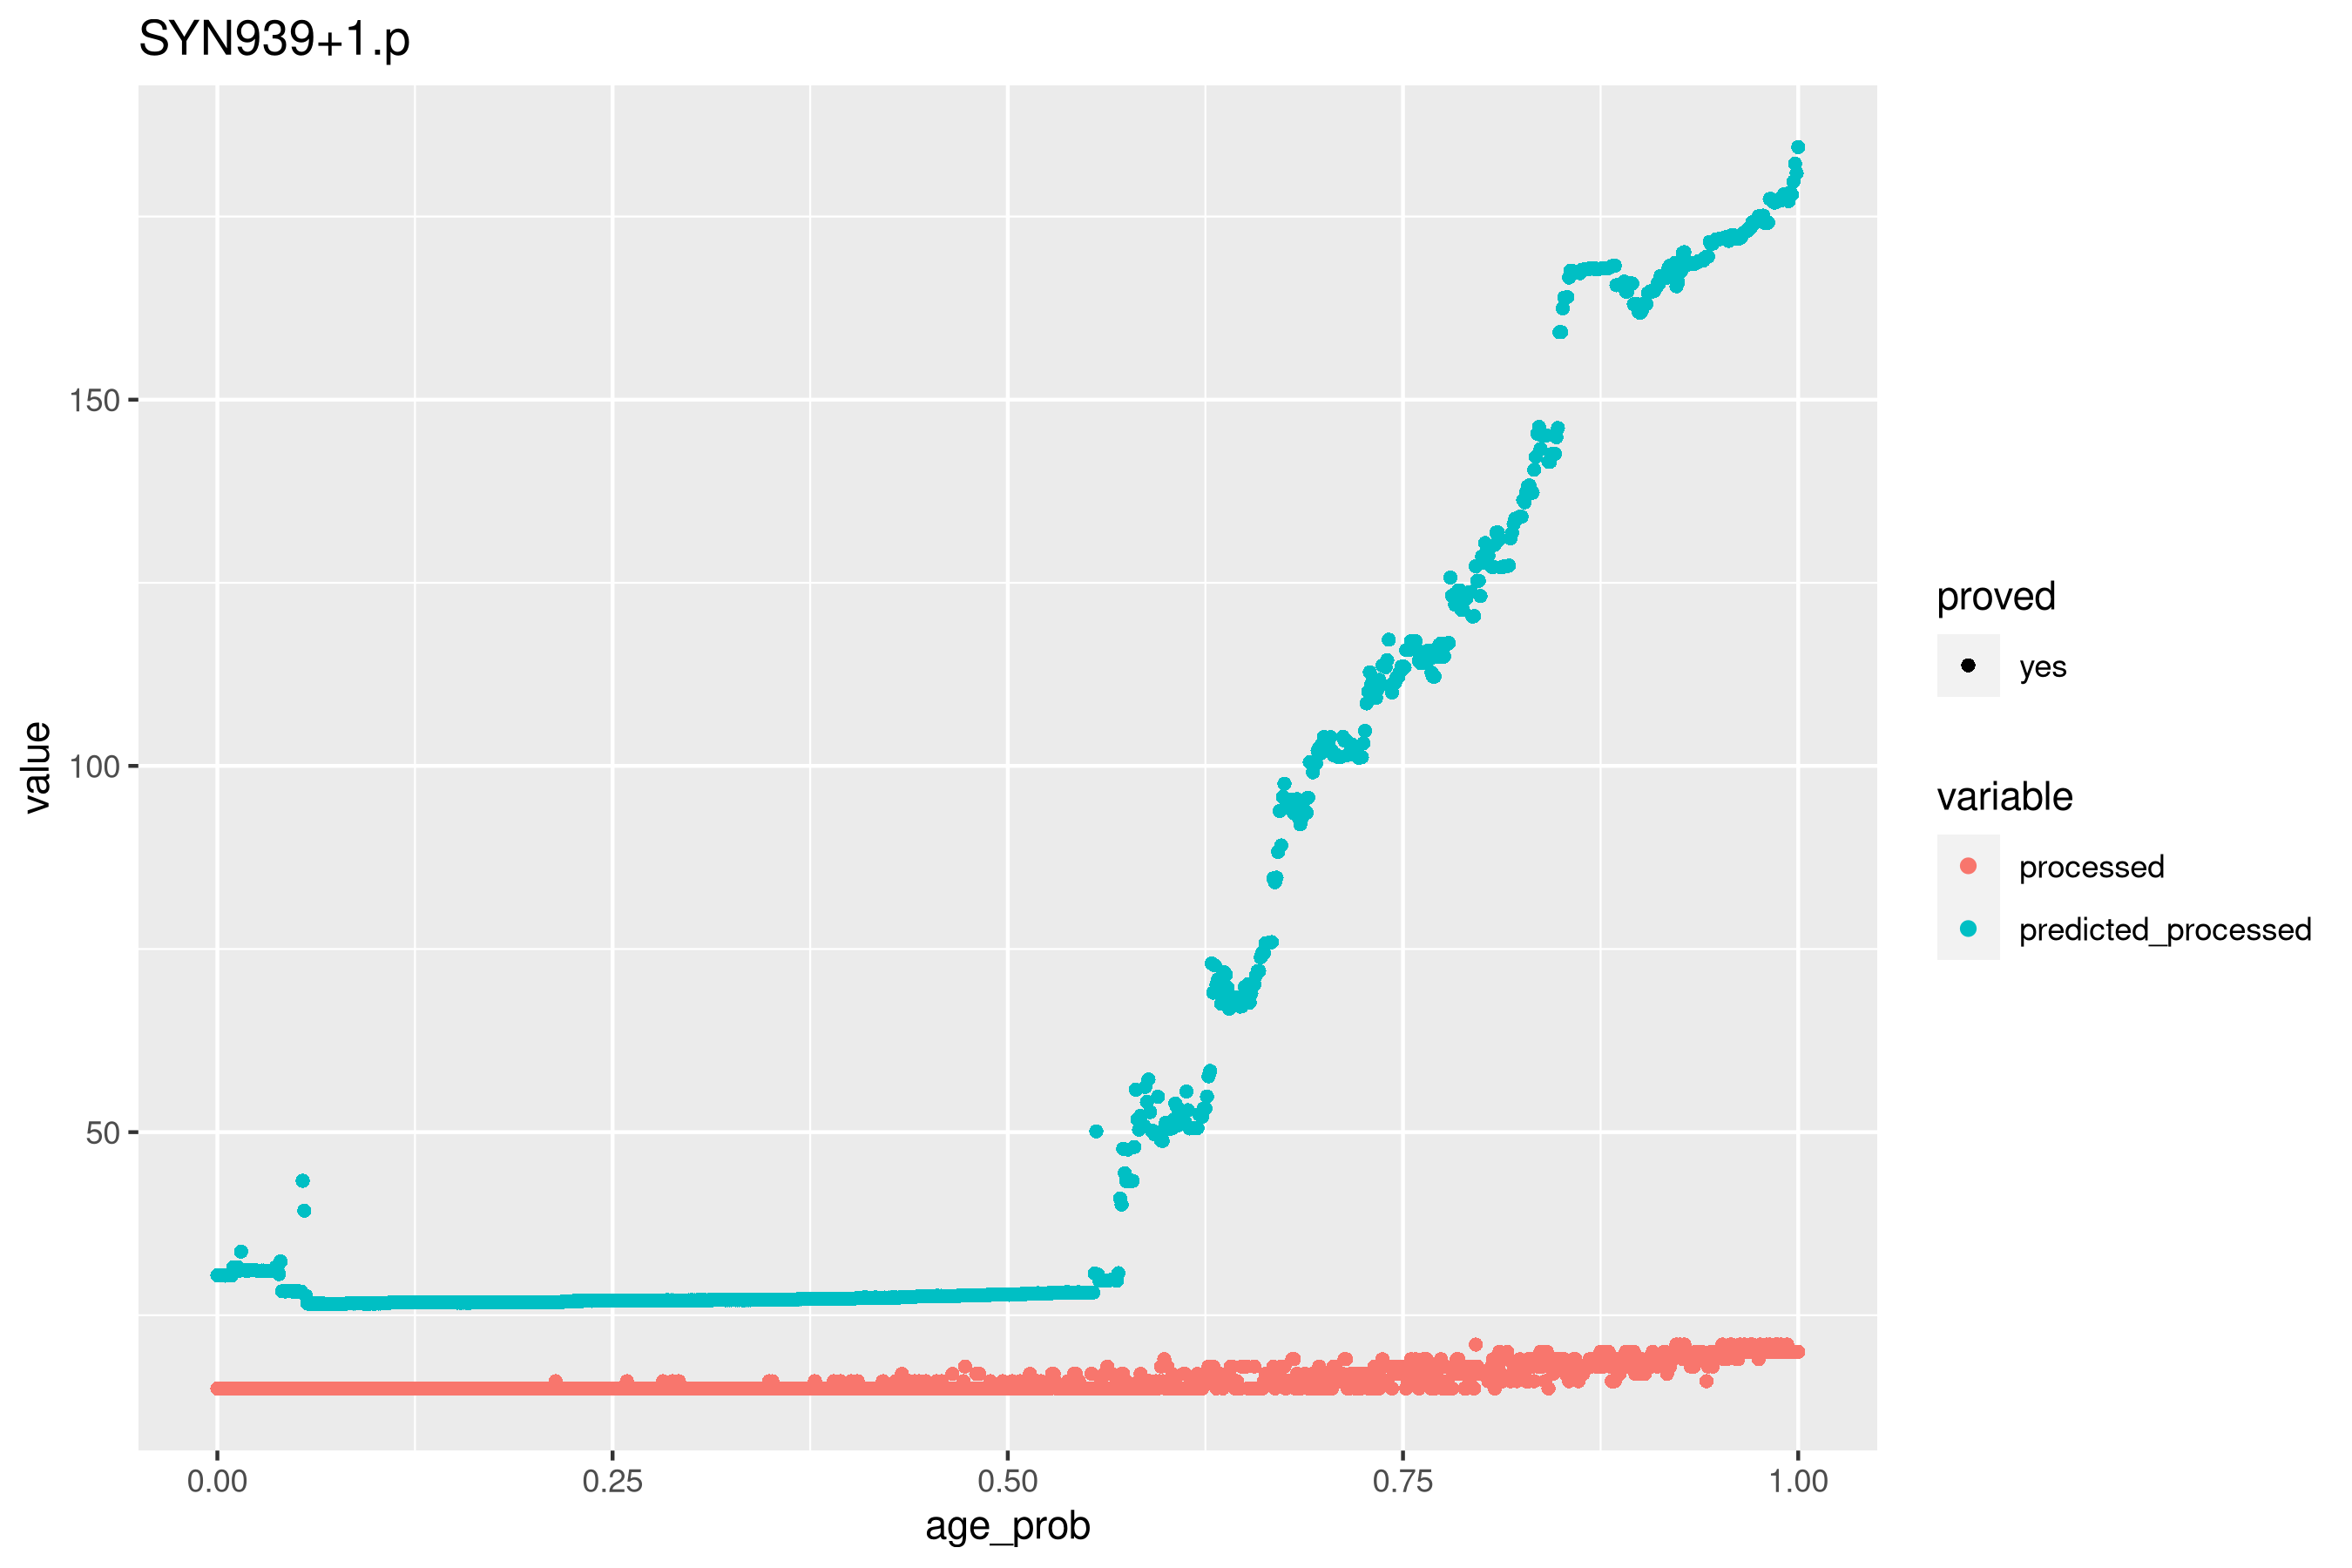 SYN939+1.p
value
150
100
50
0.00 0.25 0.50 0.75 1.00
age_prob
proved
yes
variable
processed
predicted_processed